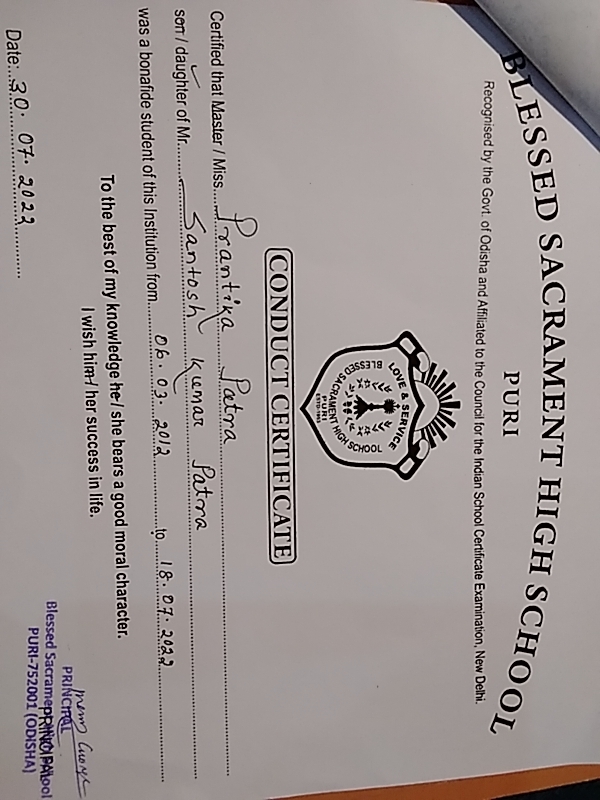 BLESSED SACRAMENT HIGH SCHOOL
PURI
Recognised by the Govt. of Odisha and Affiliated to the Council for the Indian School Certificate Examination, New Delhi.
LOVE & SERVICE
BLESSED SACRAMENT HIGH SCHOOL
PURI
CONDUCT CERTIFICATE
Certified that Master / Miss....Prantika Patra
son / daughter of Mr. Santosh Kumar Patra
was a bonafide student of this Institution from 06.03.2012 to 18.07.2022
To the best of my knowledge he / she bears a good moral character.
I wish him / her success in life.
Date:...30.07.2022
PRINCIPAL
PRINCIPAL
Blessed Sacrament High School
PURI-752001 (ODISHA)